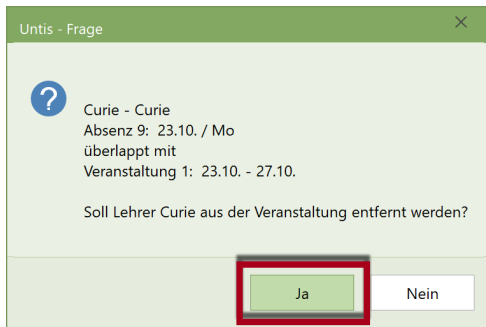 Untis - Frage
Curie - Curie
Absenz 9:  23.10. / Mo
überlappt mit
Veranstaltung 1:  23.10. - 27.10.
Soll Lehrer Curie aus der Veranstaltung entfernt werden?
Ja
Nein